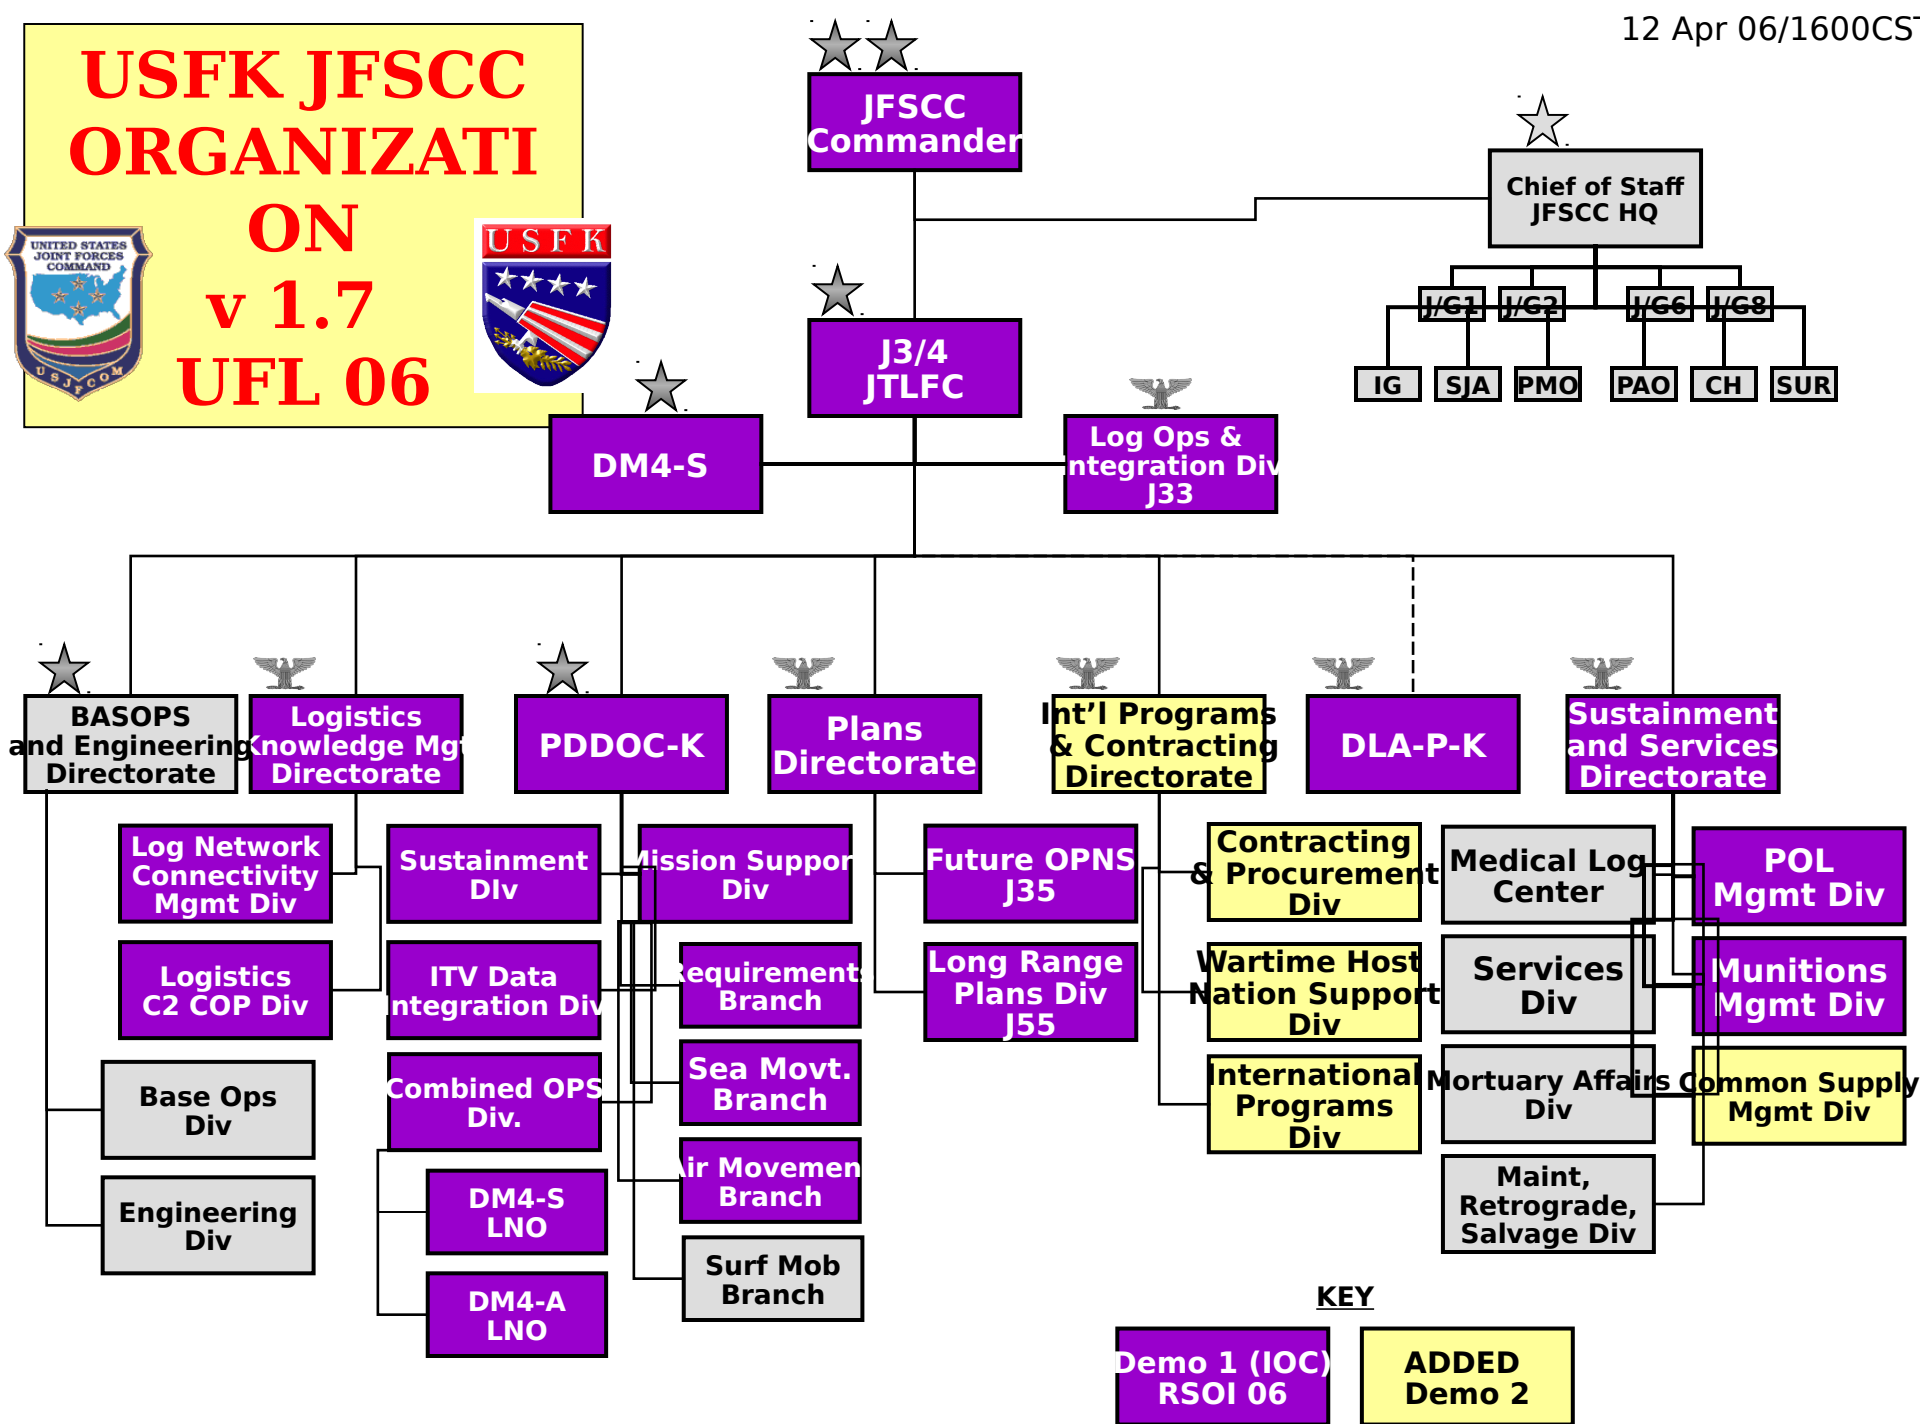 12 Apr 06/1600CST
USFK JFSCC
ORGANIZATI
ON
v 1.7
UFL 06
UNITED STATES
JOINT FORCES
COMMAND
USJFCOM
USFK
JFSCC
Commander
Chief of Staff
JFSCC HQ
J/G1
J/G2
J/G6
J/G8
IG
SJA
PMO
PAO
CH
SUR
J3/4
JTLFC
DM4-S
Log Ops &
Integration Div
J33
BASOPS
and Engineering
Directorate
Logistics
Knowledge Mgt
Directorate
PDDOC-K
Plans
Directorate
Int’l Programs
& Contracting
Directorate
DLA-P-K
Sustainment
and Services
Directorate
Log Network
Connectivity
Mgmt Div
Logistics
C2 COP Div
Base Ops
Div
Engineering
Div
Sustainment
DIv
ITV Data
Integration Div
Combined OPS
Div.
DM4-S
LNO
DM4-A
LNO
Mission Support
Div
Requirements
Branch
Sea Movt.
Branch
Air Movement
Branch
Surf Mob
Branch
Future OPNS
J35
Long Range
Plans Div
J55
Contracting
& Procurement
Div
Wartime Host
Nation Support
Div
International
Programs
Div
Medical Log
Center
Services
Div
Mortuary Affairs
Div
Maint,
Retrograde,
Salvage Div
POL
Mgmt Div
Munitions
Mgmt Div
Common Supply
Mgmt Div
KEY
Demo 1 (IOC)
RSOI 06
ADDED
Demo 2